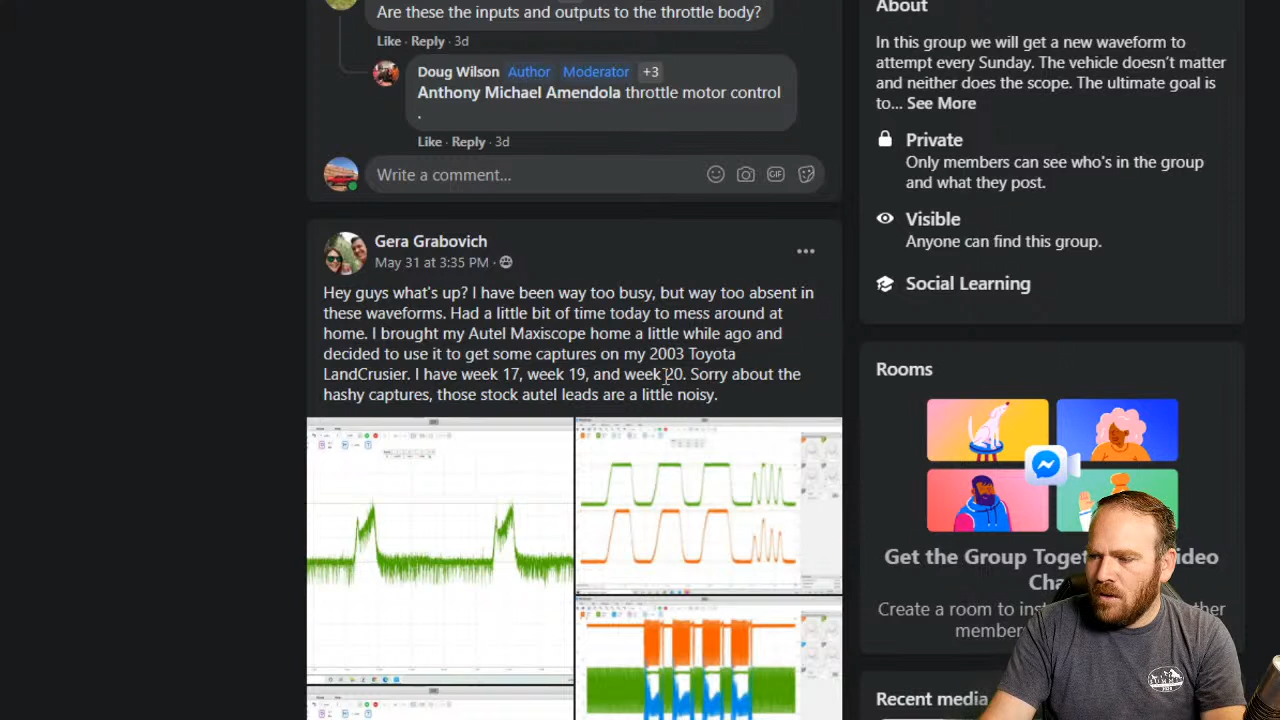 Are these the inputs and outputs to the throttle body?
Like · Reply · 3d
Doug Wilson Author Moderator +3
Anthony Michael Amendola throttle motor control
.
Like · Reply · 3d
Write a comment...
GIF
Gera Grabovich
May 31 at 3:35 PM ·
Hey guys what's up? I have been way too busy, but way too absent in
these waveforms. Had a little bit of time today to mess around at
home. I brought my Autel Maxiscope home a little while ago and
decided to use it to get some captures on my 2003 Toyota
LandCrusier. I have week 17, week 19, and week 20. Sorry about the
hashy captures, those stock autel leads are a little noisy.
About
In this group we will get a new waveform to
attempt every Sunday. The vehicle doesn't matter
and neither does the scope. The ultimate goal is
to... See More
Private
Only members can see who's in the group
and what they post.
Visible
Anyone can find this group.
Social Learning
Rooms
Get the Group Toget ideo
Cha
Create a room to ther
member
Recent media